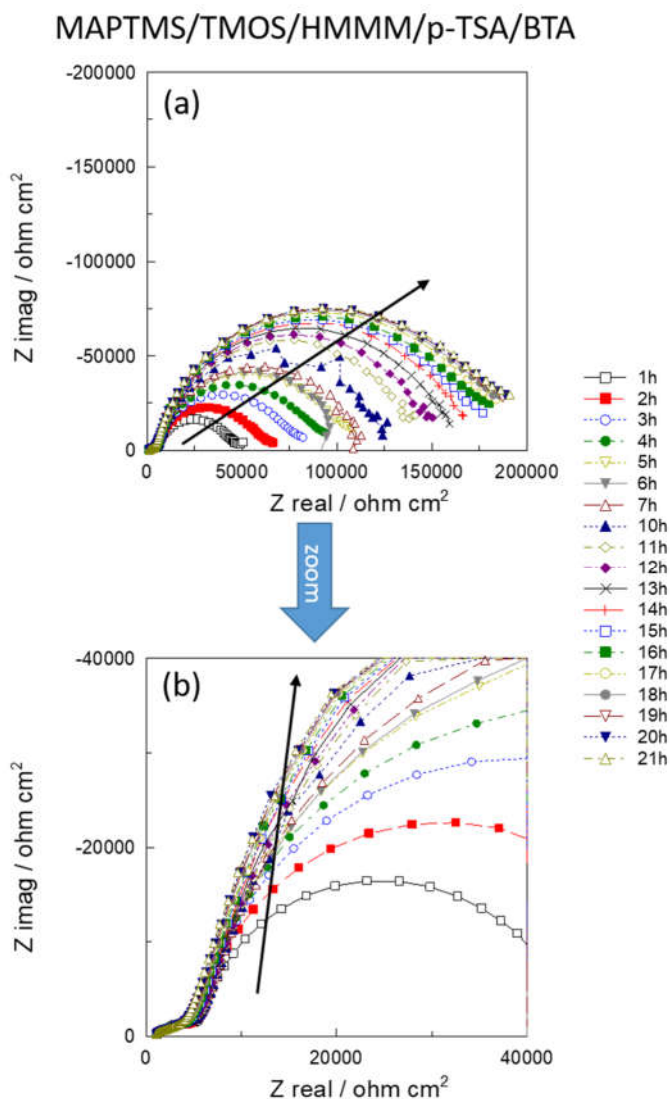 MAPTMS/TMOS/HMMM/p-TSA/BTA
(a)
-200000
-150000
-100000
-50000
0
0 50000 100000 150000 200000
Z imag / ohm cm²
Z real / ohm cm²
zoom
(b)
-40000
-20000
0
0 20000 40000
Z imag / ohm cm²
Z real / ohm cm²
1h
2h
3h
4h
5h
6h
7h
10h
11h
12h
13h
14h
15h
16h
17h
18h
19h
20h
21h